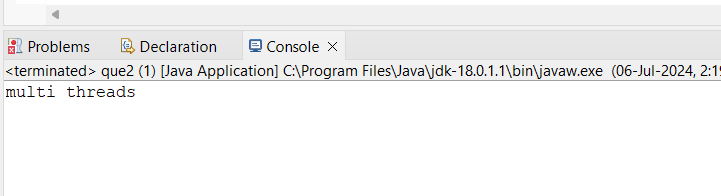 Problems Declaration Console
<terminated> que2 (1) [Java Application] C:\Program Files\Java\jdk-18.0.1.1\bin\javaw.exe (06-Jul-2024, 2:19
multi threads